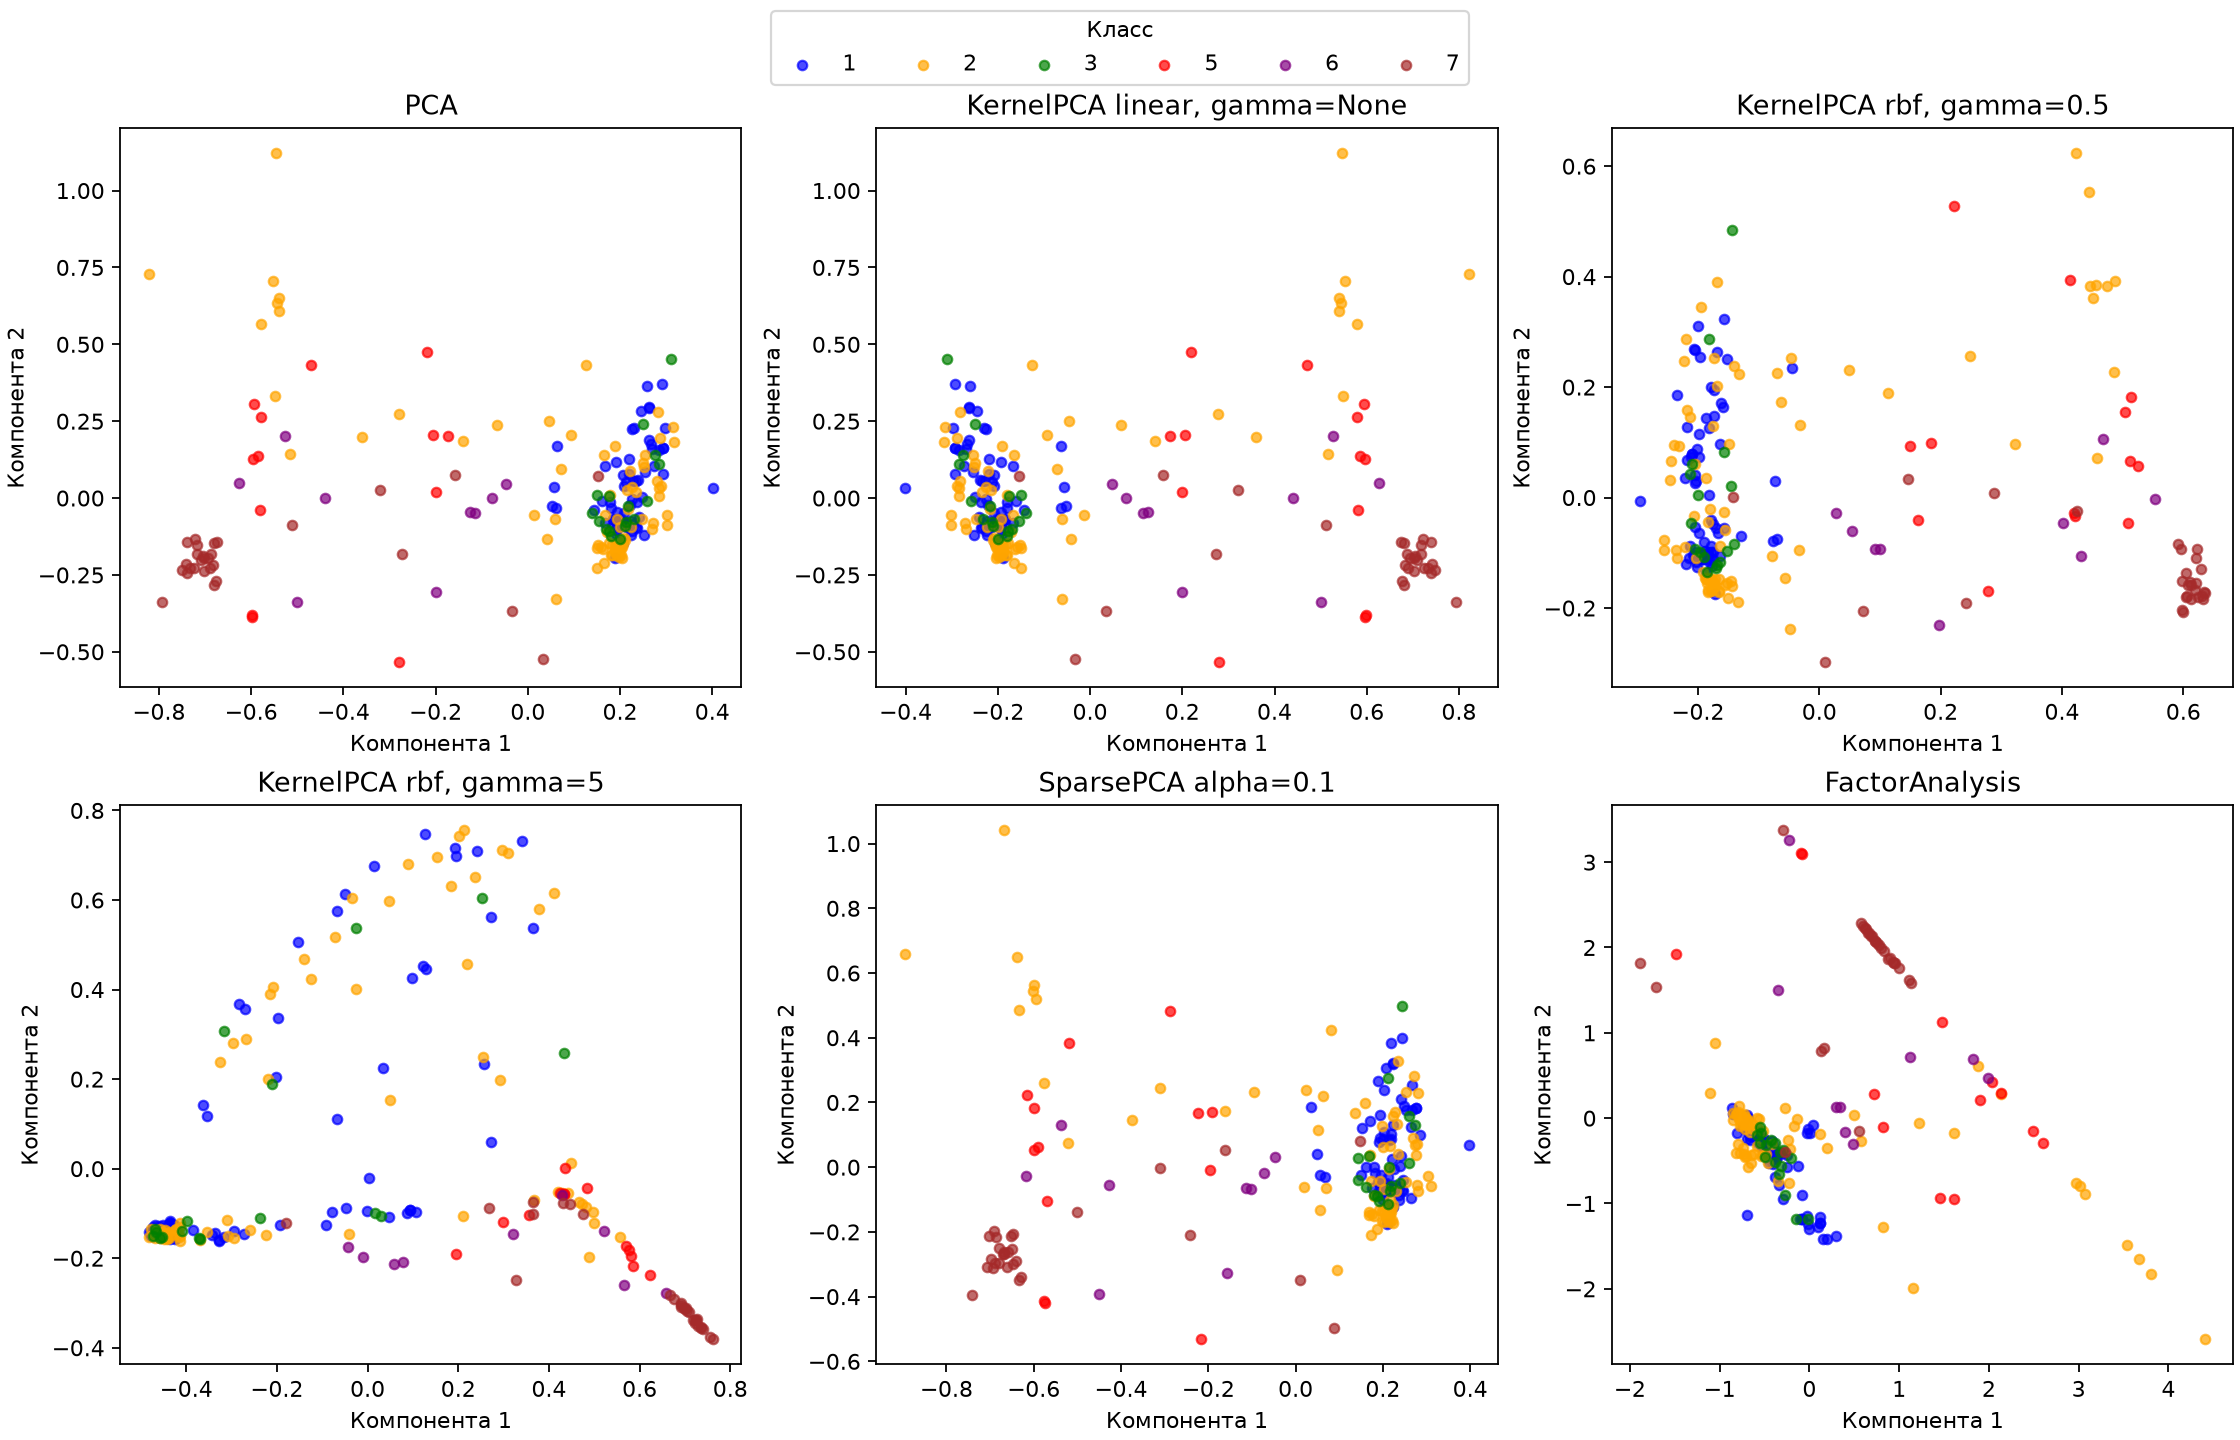 Класс
1 2 3 5 6 7
PCA
1.00
0.75
0.50
0.25
0.00
−0.25
−0.50
Компонента 2
−0.8 −0.6 −0.4 −0.2 0.0 0.2 0.4
Компонента 1
KernelPCA linear, gamma=None
1.00
0.75
0.50
0.25
0.00
−0.25
−0.50
Компонента 2
−0.4 −0.2 0.0 0.2 0.4 0.6 0.8
Компонента 1
KernelPCA rbf, gamma=0.5
0.6
0.4
0.2
0.0
−0.2
Компонента 2
−0.2 0.0 0.2 0.4 0.6
Компонента 1
KernelPCA rbf, gamma=5
0.8
0.6
0.4
0.2
0.0
−0.2
−0.4
Компонента 2
−0.4 −0.2 0.0 0.2 0.4 0.6 0.8
Компонента 1
SparsePCA alpha=0.1
1.0
0.8
0.6
0.4
0.2
0.0
−0.2
−0.4
−0.6
Компонента 2
−0.8 −0.6 −0.4 −0.2 0.0 0.2 0.4
Компонента 1
FactorAnalysis
3
2
1
0
−1
−2
Компонента 2
−2 −1 0 1 2 3 4
Компонента 1